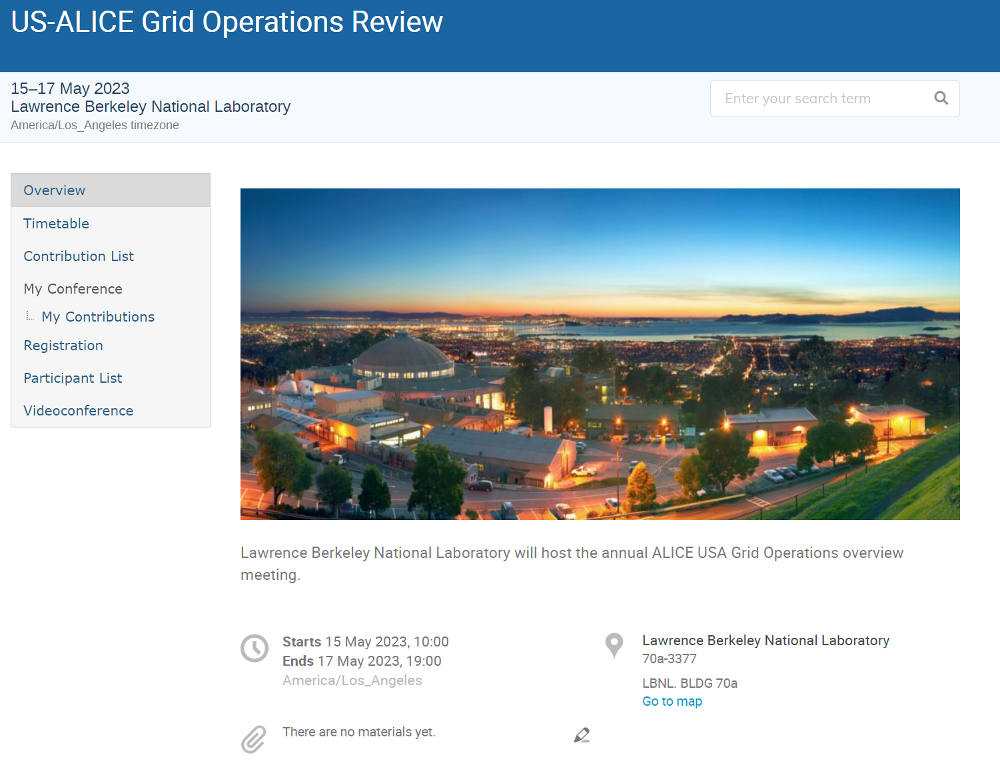 US-ALICE Grid Operations Review
15–17 May 2023
Lawrence Berkeley National Laboratory
America/Los_Angeles timezone
Enter your search term
Overview
Timetable
Contribution List
My Conference
My Contributions
Registration
Participant List
Videoconference
Lawrence Berkeley National Laboratory will host the annual ALICE USA Grid Operations overview
meeting.
Starts 15 May 2023, 10:00
Ends 17 May 2023, 19:00
America/Los_Angeles
Lawrence Berkeley National Laboratory
70a-3377
LBNL. BLDG 70a
Go to map
There are no materials yet.